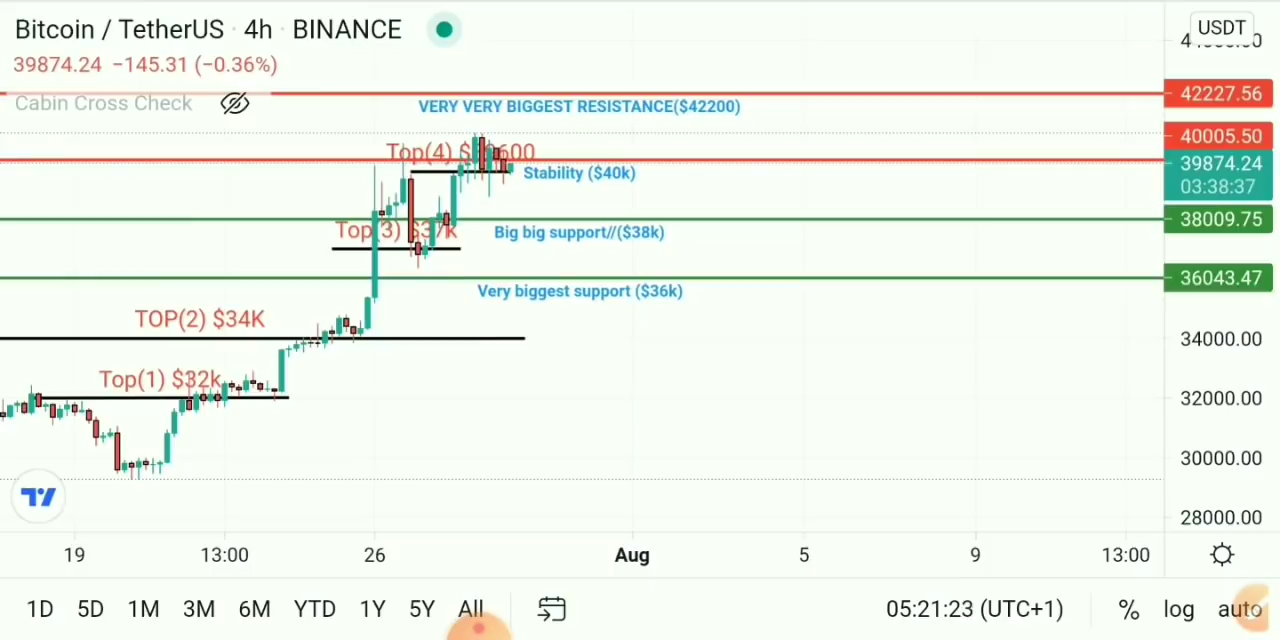 Bitcoin / TetherUS · 4h · BINANCE
USDT
39874.24 −145.31 (−0.36%)
42227.56
Cabin Cross Check
VERY VERY BIGGEST RESISTANCE($42200)
40005.50
Top(4)
39874.24
Stability ($40k)
03:38:37
38009.75
Top(3) $37k
Big big support//($38k)
36043.47
Very biggest support ($36k)
TOP(2) $34K
34000.00
Top(1) $32k
32000.00
30000.00
28000.00
19 13:00 26 Aug 5 9 13:00
1D 5D 1M 3M 6M YTD 1Y 5Y All
05:21:23 (UTC+1) % log auto